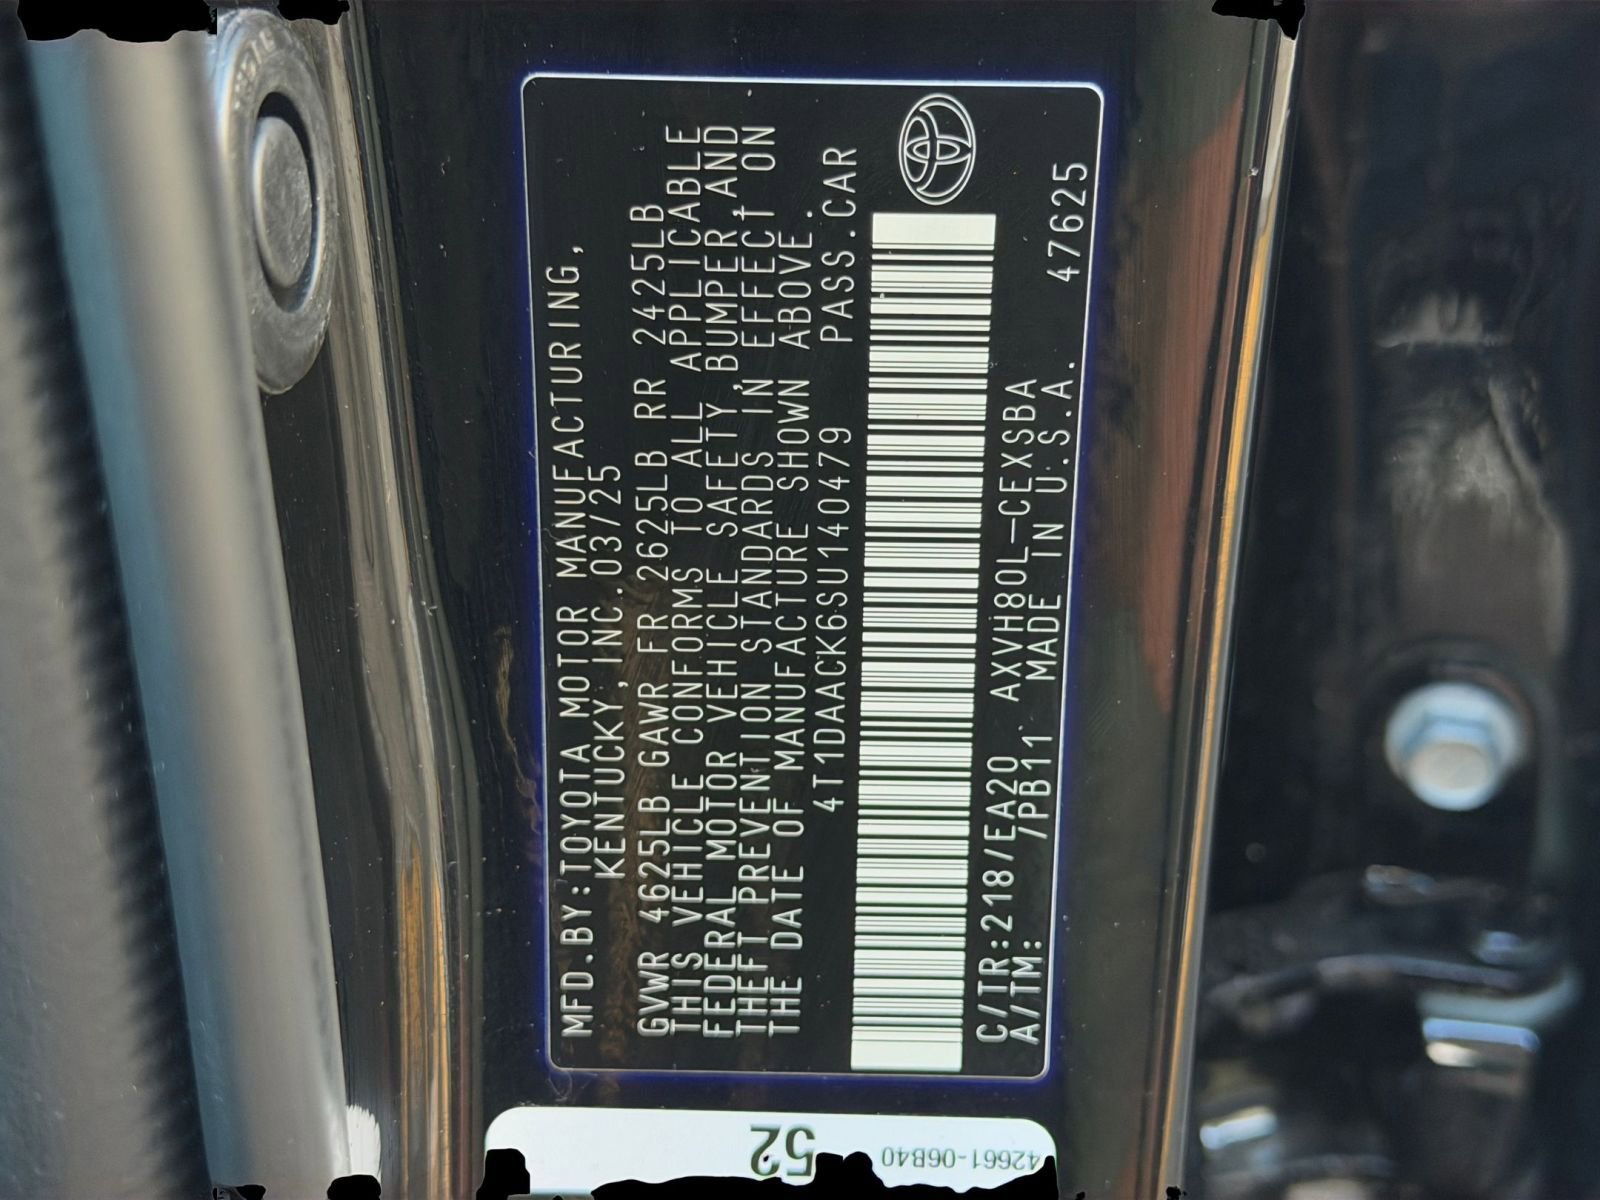 MFD.BY:TOYOTA MOTOR MANUFACTURING,
KENTUCKY,INC.03/25
GVWR 4625LB GAWR FR 2625LB RR 2425LB
THIS VEHICLE CONFORMS TO ALL APPLICABLE
FEDERAL MOTOR VEHICLE SAFETY,BUMPER,AND
THEFT PREVENTION STANDARDS IN EFFECT ON
THE DATE OF MANUFACTURE SHOWN ABOVE.
4T1DAACK6SU140479 PASS.CAR
C/TR:218/EA20 AXVH80L-CEXSBA 47625
A/TM: /PB11 MADE IN U.S.A.
52
42661-06B40